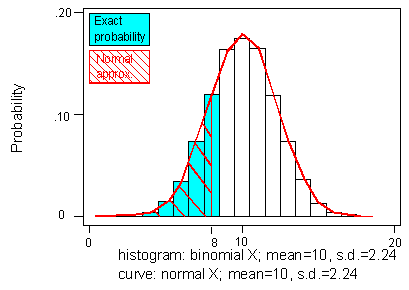 .20
Exact
probability
Normal
approx.
Probability
.10
0
0
8
10
20
histogram: binomial X; mean=10, s.d.=2.24
curve: normal X; mean=10, s.d.=2.24